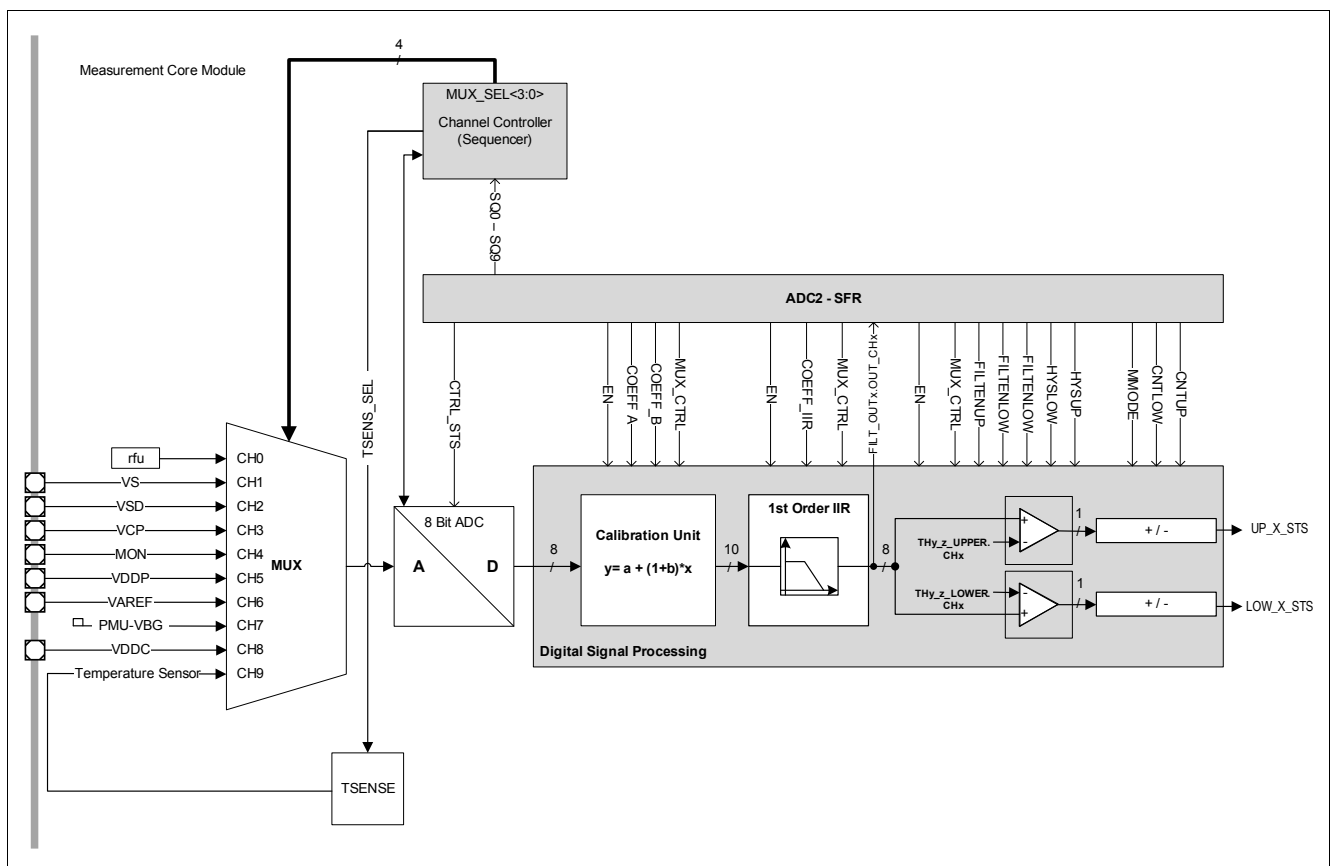 4
Measurement Core Module
MUX_SEL<3:0>
Channel Controller
(Sequencer)
SQ0 – SQ9
ADC2 - SFR
TSENS_SEL
CTRL_STS
EN
COEFF A
COEFF_B
MUX_CTRL
EN
COEFF_IIR
MUX_CTRL
FILT_OUTx.OUT_CHx
EN
MUX_CTRL
FILTENUP
FILTENLOW
FILTENLOW
HYSLOW
HYSUP
MMODE
CNTLOW
CNTUP
rfu
CH0
VS
CH1
VSD
CH2
VCP
CH3
MON
CH4
VDDP
CH5
VAREF
CH6
PMU-VBG
CH7
VDDC
CH8
Temperature Sensor
CH9
MUX
8 Bit ADC
A
D
8
Calibration Unit
y= a + (1+b)*x
10
1st Order IIR
8
+
-
THy_z_UPPER.
CHx
1
+ / -
UP_X_STS
-
+
THy_z_LOWER.
CHx
1
+ / -
LOW_X_STS
Digital Signal Processing
TSENSE